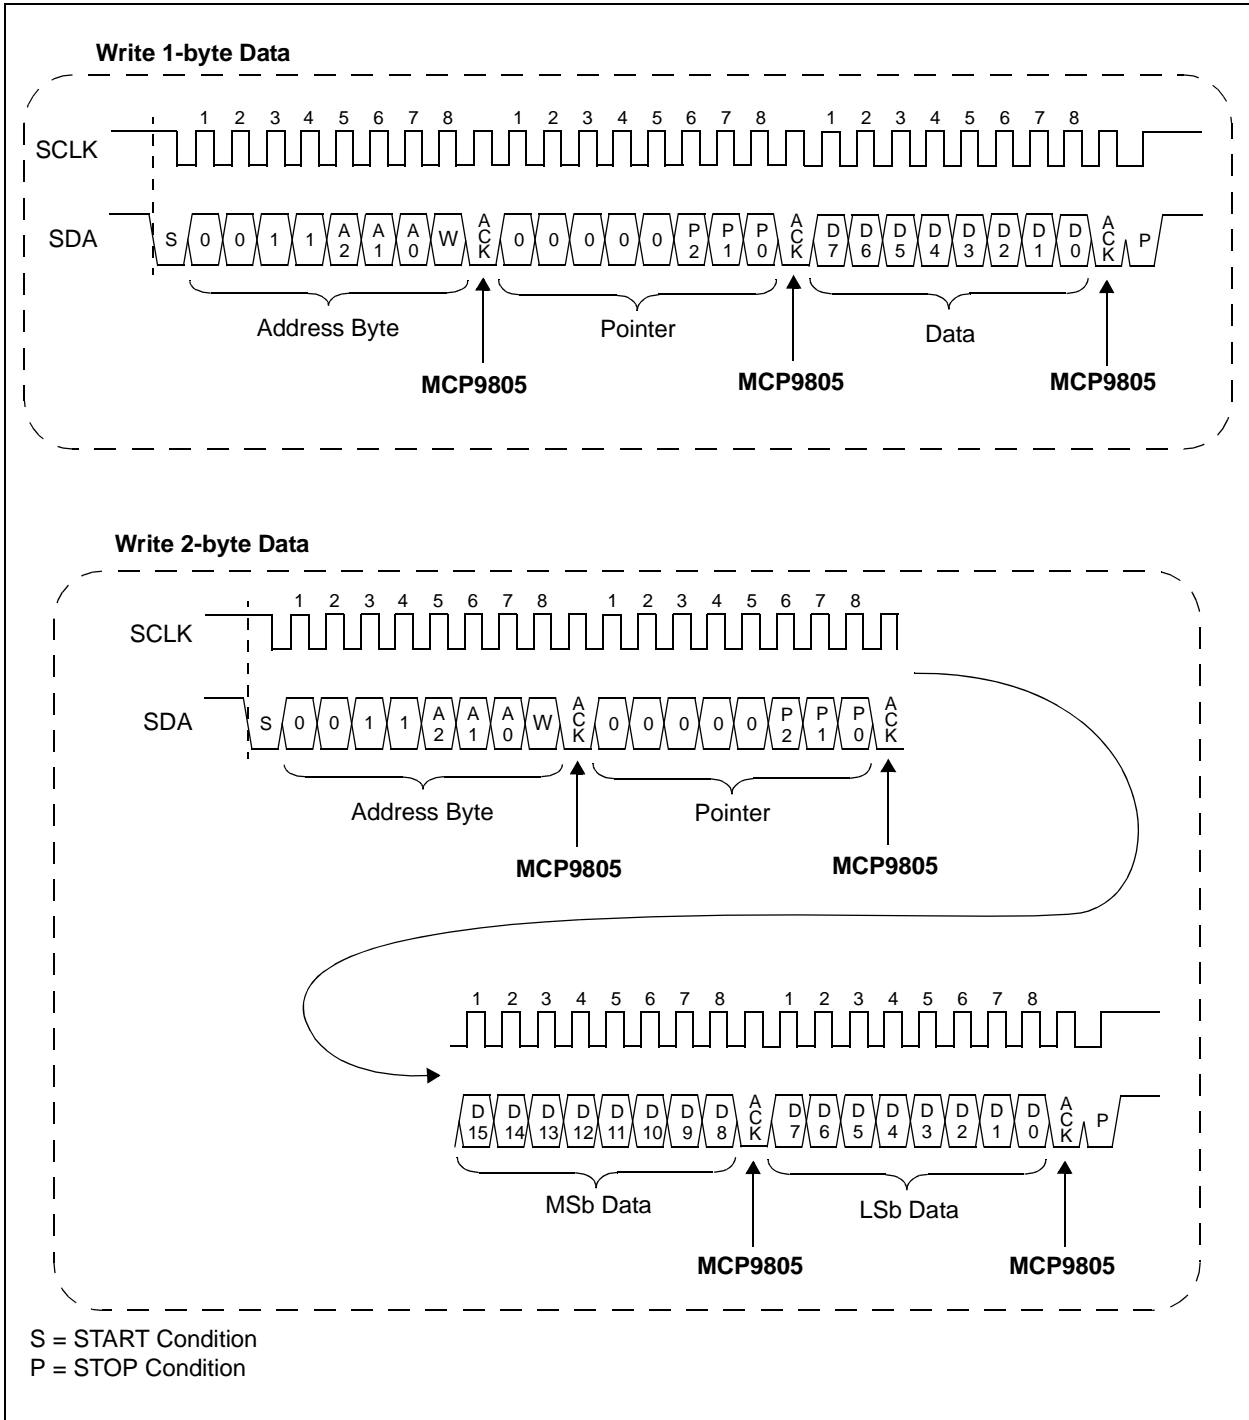 Write 1-byte Data
1 2 3 4 5 6 7 8 1 2 3 4 5 6 7 8 1 2 3 4 5 6 7 8
SCLK
SDA
S 0 0 1 1 A2 A1 A0 W ACK 0 0 0 0 0 P2 P1 P0 ACK D7 D6 D5 D4 D3 D2 D1 D0 ACK P
Address Byte Pointer Data
MCP9805 MCP9805 MCP9805
Write 2-byte Data
1 2 3 4 5 6 7 8 1 2 3 4 5 6 7 8
SCLK
SDA
S 0 0 1 1 A2 A1 A0 W ACK 0 0 0 0 0 P2 P1 P0 ACK
Address Byte Pointer
MCP9805 MCP9805
1 2 3 4 5 6 7 8 1 2 3 4 5 6 7 8
D15 D14 D13 D12 D11 D10 D9 D8 ACK D7 D6 D5 D4 D3 D2 D1 D0 ACK P
MSb Data LSb Data
MCP9805 MCP9805
S = START Condition
P = STOP Condition